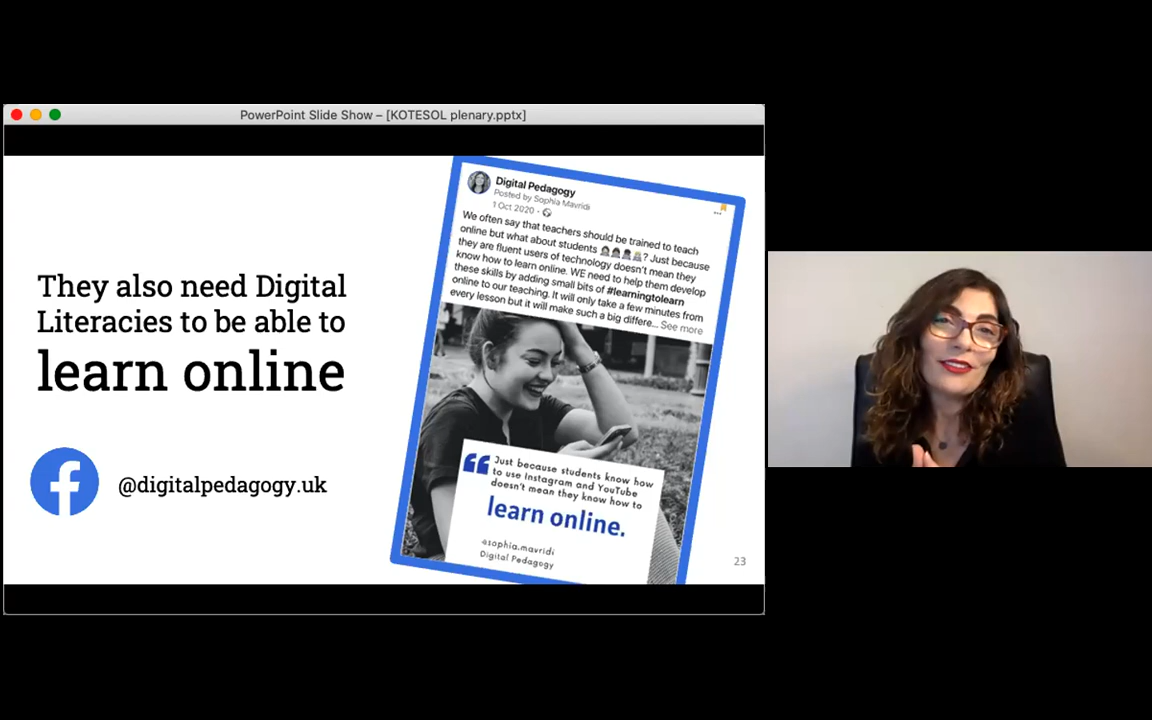 PowerPoint Slide Show – [KOTESOL plenary.pptx]
They also need Digital
Literacies to be able to
learn online
@digitalpedagogy.uk
Digital Pedagogy
Posted by Sophia Mavridi
1 Oct 2020 ·
We often say that teachers should be trained to teach
online but what about students 👩🏻‍🎓👩🏽‍🎓👨🏿‍🎓👩🏼‍🎓? Just because
they are fluent users of technology doesn't mean they
know how to learn online. WE need to help them develop
these skills by adding small bits of #learningtolearn
online to our teaching. It will only take a few minutes from
every lesson but it will make such a big differe... See more
“Just because students know how
to use Instagram and YouTube
doesn't mean they know how to
learn online.
@sophia.mavridi
Digital Pedagogy
23